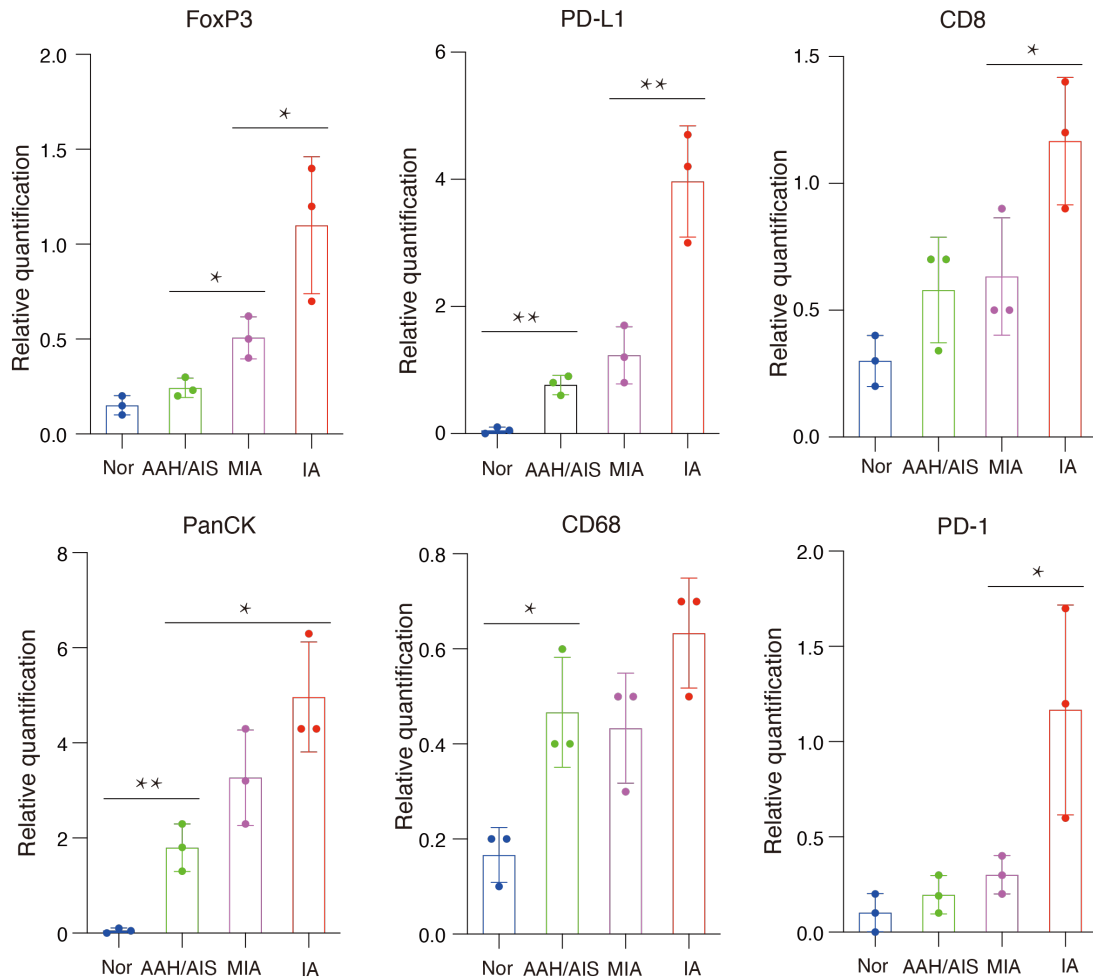 FoxP3
Relative quantification
2.0
1.5
1.0
0.5
0.0
*
*
Nor AAH/AIS MIA IA
PD-L1
Relative quantification
6
4
2
0
**
**
Nor AAH/AIS MIA IA
CD8
Relative quantification
1.5
1.0
0.5
0.0
*
Nor AAH/AIS MIA IA
PanCK
Relative quantification
8
6
4
2
0
**
*
Nor AAH/AIS MIA IA
CD68
Relative quantification
0.8
0.6
0.4
0.2
0.0
*
Nor AAH/AIS MIA IA
PD-1
Relative quantification
2.0
1.5
1.0
0.5
0.0
*
Nor AAH/AIS MIA IA